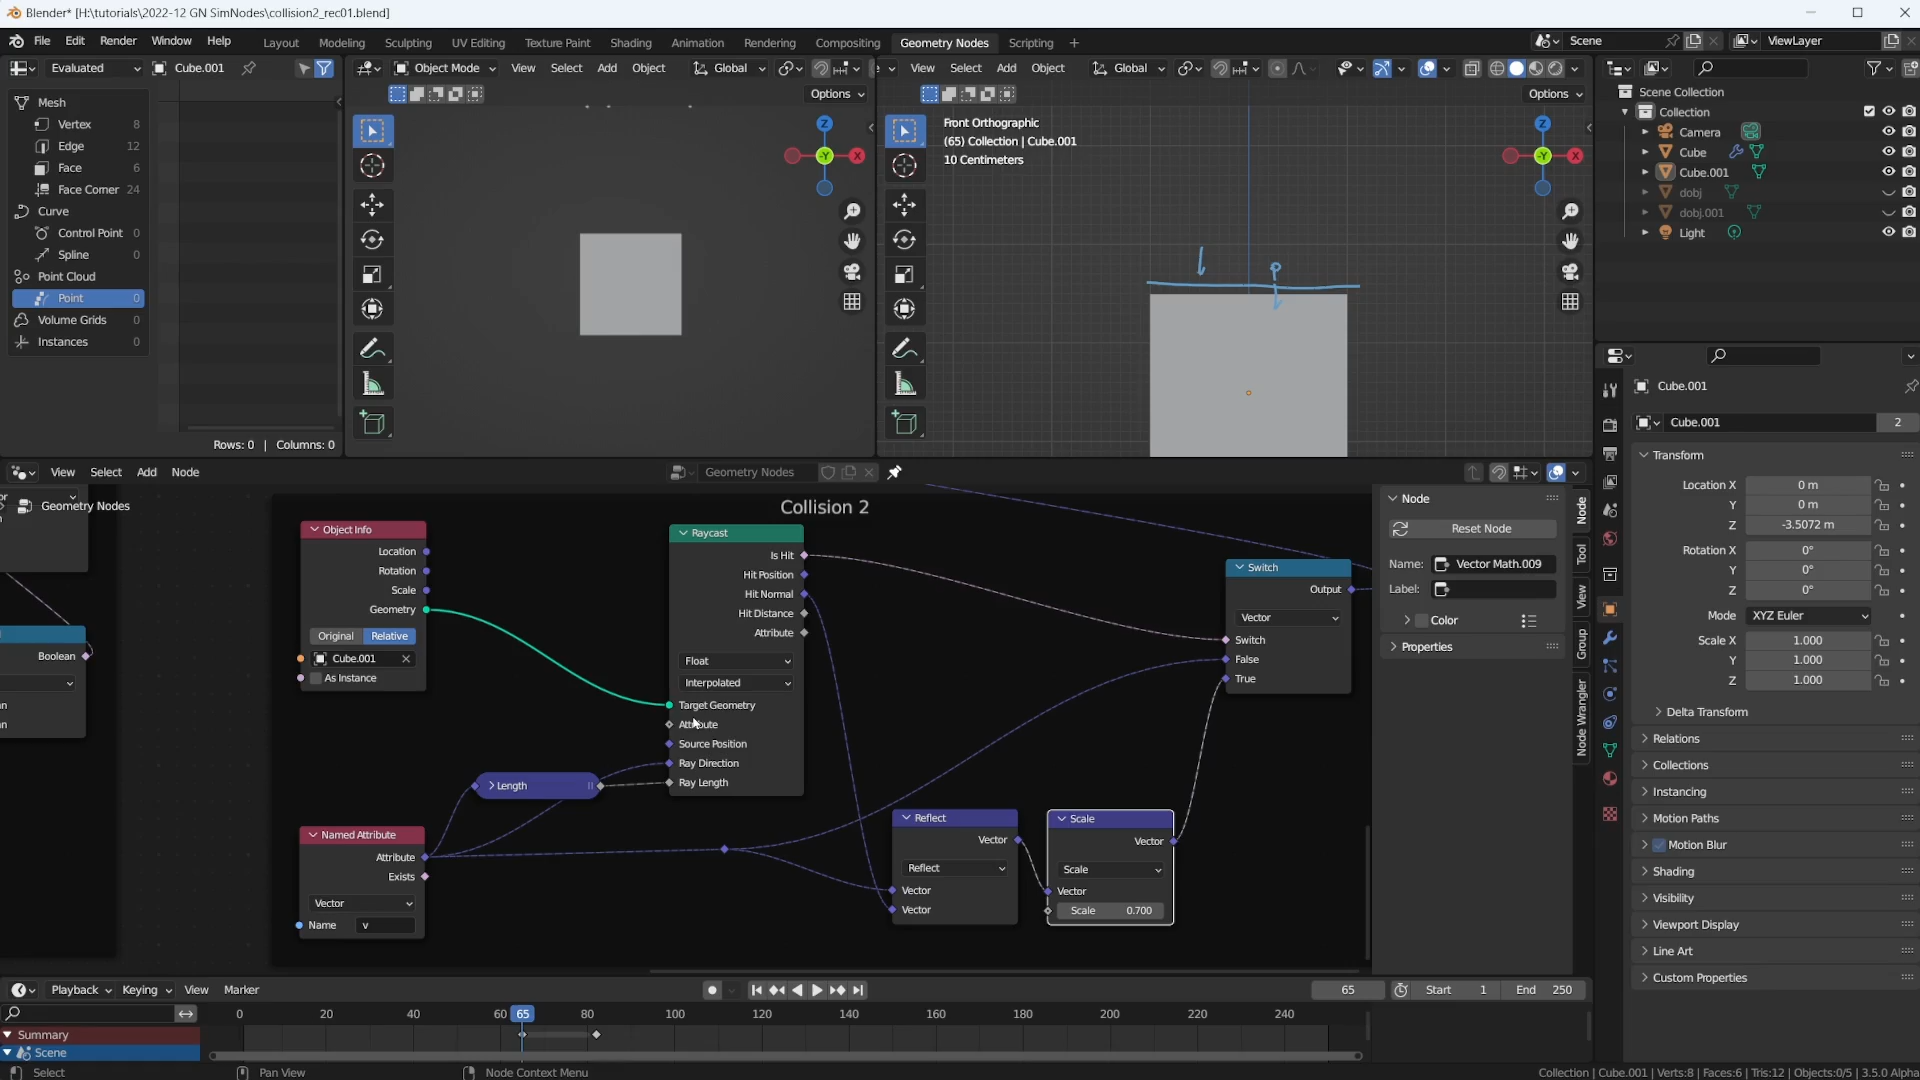 Blender* [H:\tutorials\2022-12 GN SimNodes\collision2_rec01.blend]
File Edit Render Window Help Layout Modeling Sculpting UV Editing Texture Paint Shading Animation Rendering Compositing Geometry Nodes Scripting + Scene ViewLayer
Evaluated Cube.001 Object Mode View Select Add Object Global View Select Add Object Global
Options Options
Mesh
Vertex 8
Edge 12
Face 6
Face Corner 24
Curve
Control Point 0
Spline 0
Point Cloud
Point 0
Volume Grids 0
Instances 0
Rows: 0 | Columns: 0
Z
-Y X
Front Orthographic
(65) Collection | Cube.001
10 Centimeters
Z
-Y X
Scene Collection
Collection
Camera
Cube
Cube.001
dobj
dobj.001
Light
View Select Add Node Geometry Nodes
Geometry Nodes
Boolean
Collision 2
Object Info
Location
Rotation
Scale
Geometry
Original Relative
Cube.001
As Instance
Length
Named Attribute
Attribute
Exists
Vector
Name v
Raycast
Is Hit
Hit Position
Hit Normal
Hit Distance
Attribute
Float
Interpolated
Target Geometry
Attribute
Source Position
Ray Direction
Ray Length
Reflect
Vector
Reflect
Vector
Vector
Scale
Vector
Scale
Vector
Scale 0.700
Switch
Output
Vector
Switch
False
True
Node
Reset Node
Name: Vector Math.009
Label:
Color
Properties
Node
Tool
View
Group
Node Wrangler
Cube.001
Cube.001 2
Transform
Location X 0 m
Y 0 m
Z -3.5072 m
Rotation X 0°
Y 0°
Z 0°
Mode XYZ Euler
Scale X 1.000
Y 1.000
Z 1.000
Delta Transform
Relations
Collections
Instancing
Motion Paths
Motion Blur
Shading
Visibility
Viewport Display
Line Art
Custom Properties
Playback Keying View Marker 65 Start 1 End 250
0 20 40 60 65 80 100 120 140 160 180 200 220 240
Summary
Scene
Select Pan View Node Context Menu Collection | Cube.001 | Verts:8 | Faces:6 | Tris:12 | Objects:0/5 | 3.5.0 Alpha